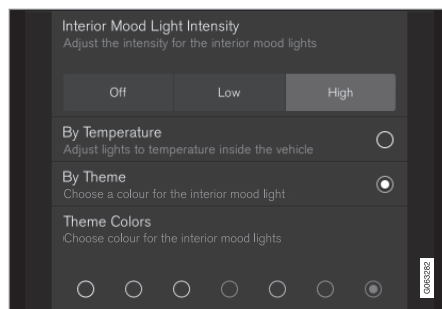 Interior Mood Light Intensity
Adjust the intensity for the interior mood lights
Off Low High
By Temperature
Adjust lights to temperature inside the vehicle
By Theme
Choose a colour for the interior mood light
Theme Colors
Choose colour for the interior mood lights
G063282